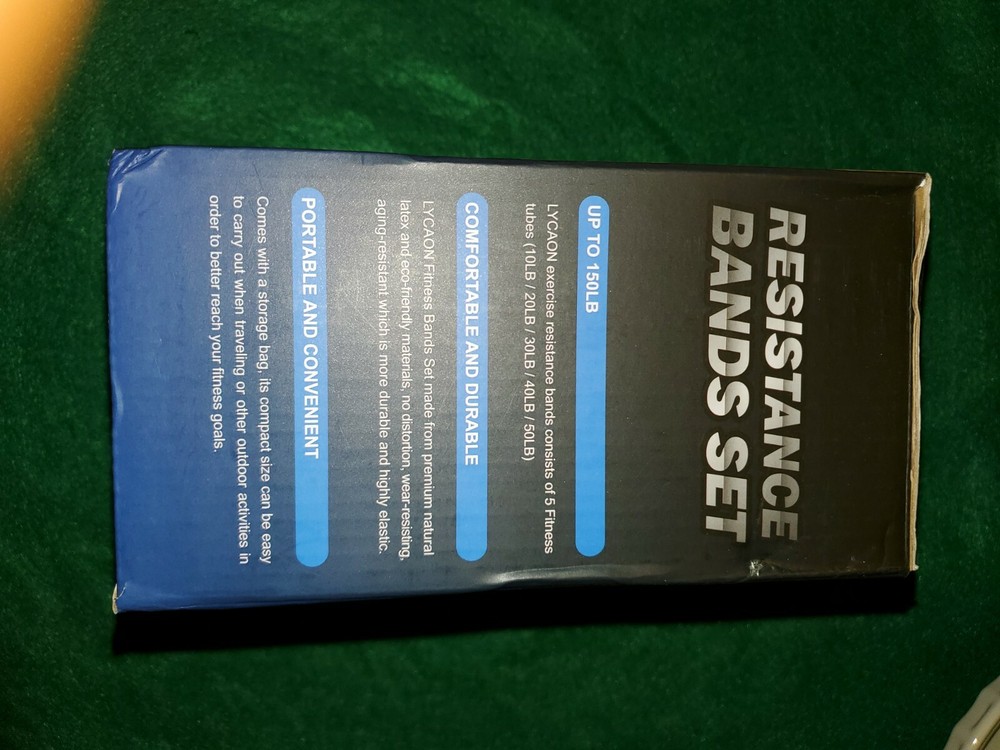 RESISTANCE
BANDS SET
UP TO 150LB
LYCAON exercise resistance bands consists of 5 Fitness
tubes (10LB / 20LB / 30LB / 40LB / 50LB)
COMFORTABLE AND DURABLE
LYCAON Fitness Bands Set made from premium natural
latex and eco-friendly materials, no distortion, wear-resisting,
aging-resistant which is more durable and highly elastic.
PORTABLE AND CONVENIENT
Comes with a storage bag, its compact size can be easy
to carry out when traveling or other outdoor activities in
order to better reach your fitness goals.